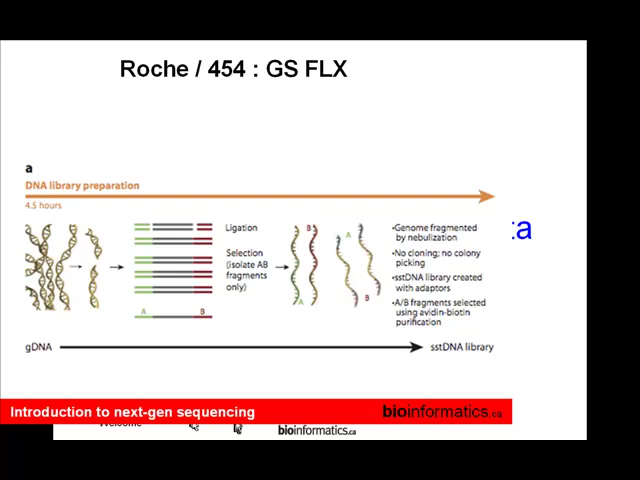 Roche / 454 : GS FLX
a
DNA library preparation
4.5 hours
ta
Ligation
Selection
(isolate AB
fragments
only)
A B
B
A
A
B
•Genome fragmented
by nebulization
•No cloning; no colony
picking
•sstDNA library created
with adaptors
•A/B fragments selected
using avidin-biotin
purification
gDNA sstDNA library
Introduction to next-gen sequencing bioinformatics.ca
Welcome
bioinformatics.ca